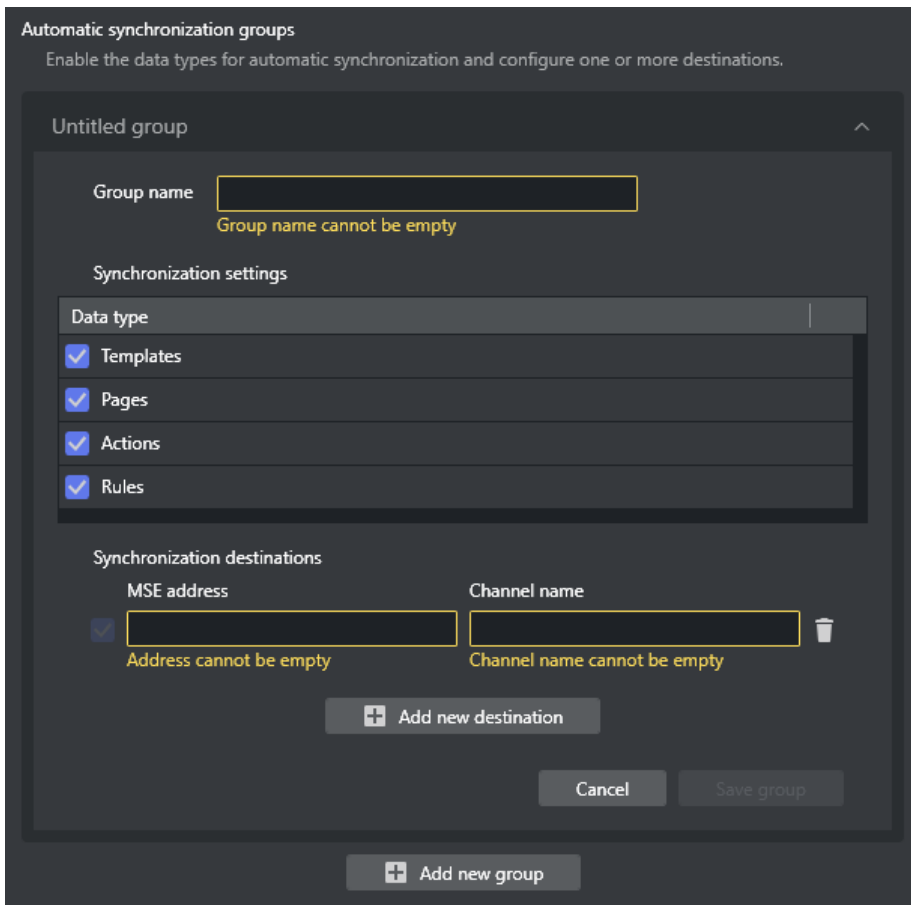 Automatic synchronization groups
Enable the data types for automatic synchronization and configure one or more destinations.
Untitled group
Group name
Group name cannot be empty
Synchronization settings
Data type
Templates
Pages
Actions
Rules
Synchronization destinations
MSE address Channel name
Address cannot be empty Channel name cannot be empty
Add new destination
Cancel Save group
Add new group